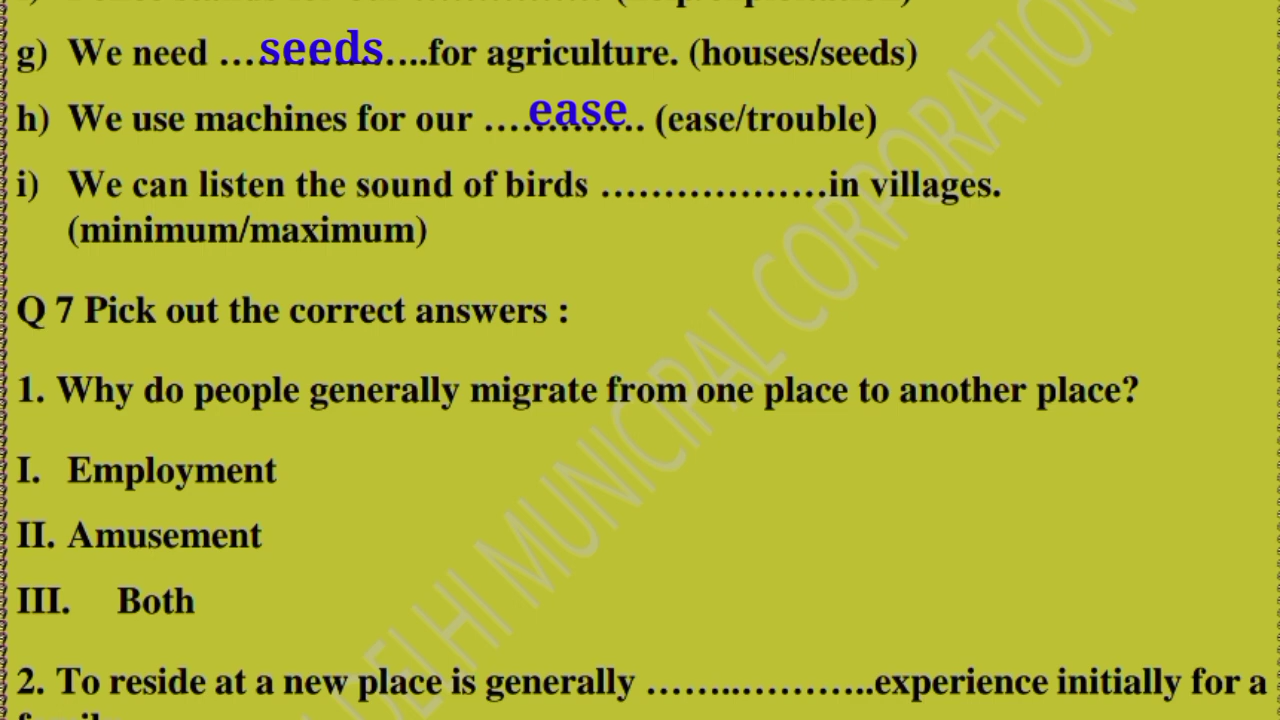 g) We need ….seeds…..for agriculture. (houses/seeds)
h) We use machines for our ….ease…. (ease/trouble)
i) We can listen the sound of birds ………………in villages.
(minimum/maximum)
Q 7 Pick out the correct answers :
1. Why do people generally migrate from one place to another place?
I. Employment
II. Amusement
III. Both
2. To reside at a new place is generally ……..………..experience initially for a
DELHI MUNICIPAL CORPORATION